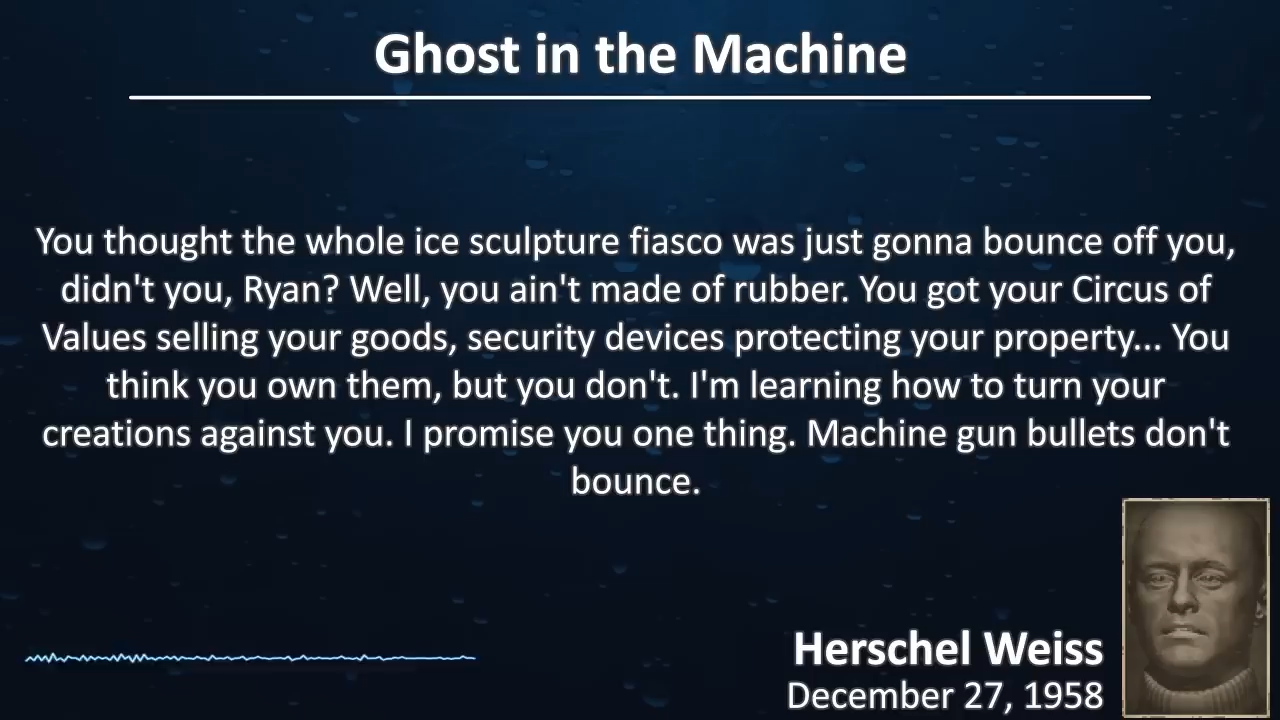 Ghost in the Machine
You thought the whole ice sculpture fiasco was just gonna bounce off you,
didn't you, Ryan? Well, you ain't made of rubber. You got your Circus of
Values selling your goods, security devices protecting your property... You
think you own them, but you don't. I'm learning how to turn your
creations against you. I promise you one thing. Machine gun bullets don't
bounce.
Herschel Weiss
December 27, 1958